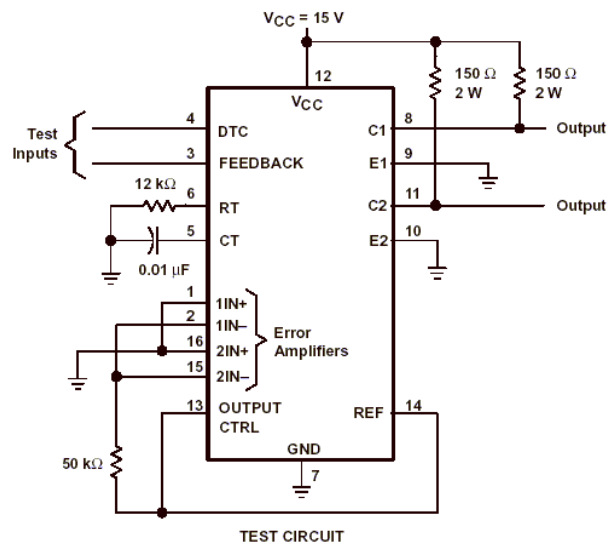 VCC = 15 V
12
VCC
150 Ω
2 W
150 Ω
2 W
Test
Inputs
4
DTC
3
FEEDBACK
C1
8
Output
E1
9
12 kΩ
6
RT
C2
11
Output
5
CT
0.01 μF
E2
10
1
1IN+
2
1IN–
16
2IN+
15
2IN–
Error
Amplifiers
13
OUTPUT
CTRL
REF
14
50 kΩ
GND
7
TEST CIRCUIT